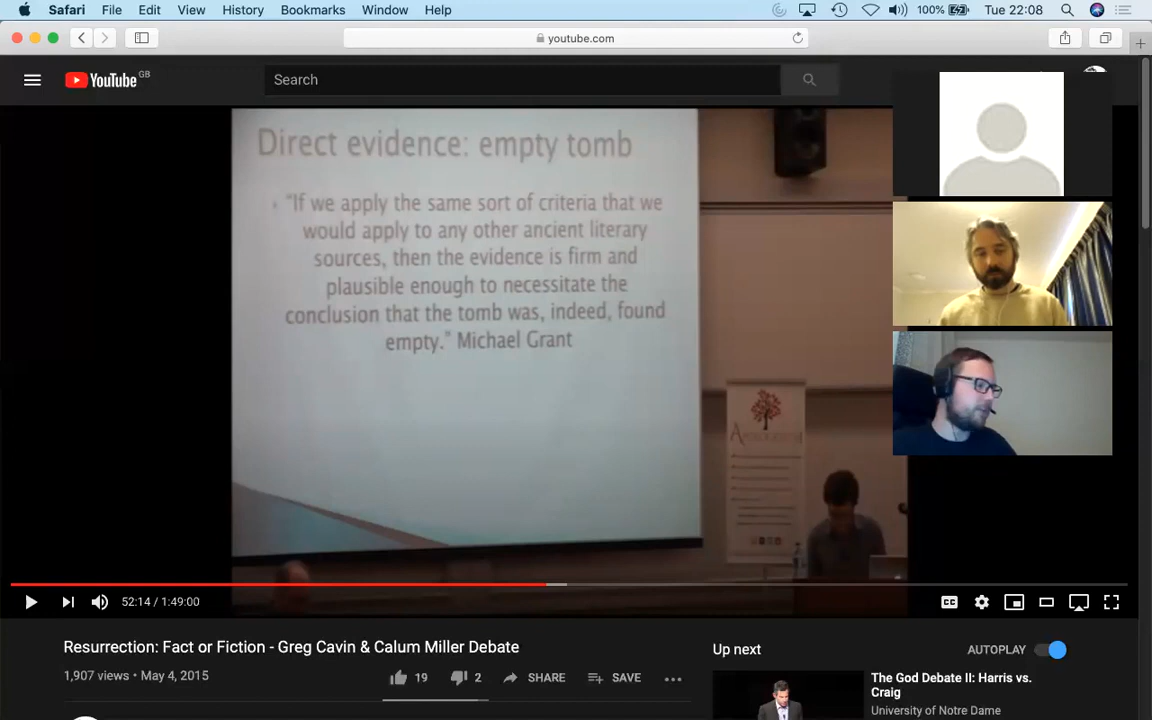 Safari File Edit View History Bookmarks Window Help 100% Tue 22:08
youtube.com
YouTube GB Search
Direct evidence: empty tomb
"If we apply the same sort of criteria that we
would apply to any other ancient literary
sources, then the evidence is firm and
plausible enough to necessitate the
conclusion that the tomb was, indeed, found
empty." Michael Grant
52:14 / 1:49:00 CC
Resurrection: Fact or Fiction - Greg Cavin & Calum Miller Debate
1,907 views • May 4, 2015
19 2 SHARE SAVE
Up next AUTOPLAY
The God Debate II: Harris vs.
Craig
University of Notre Dame